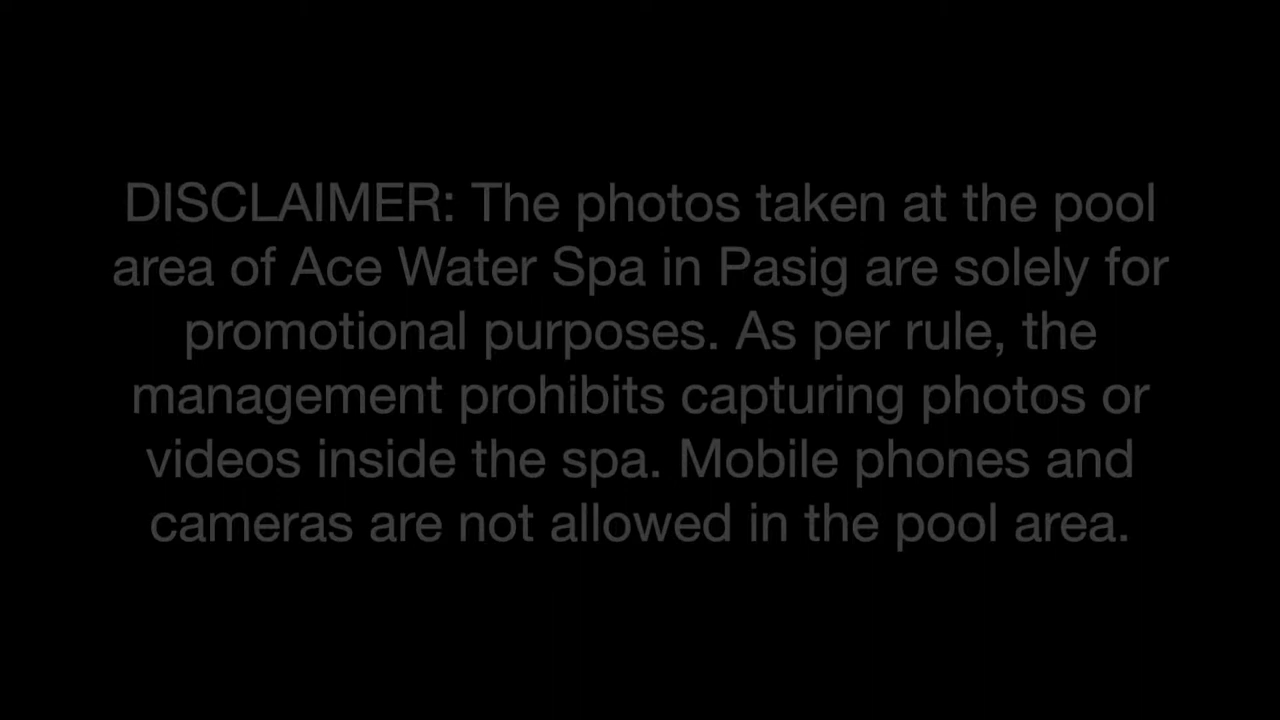 DISCLAIMER: The photos taken at the pool
area of Ace Water Spa in Pasig are solely for
promotional purposes. As per rule, the
management prohibits capturing photos or
videos inside the spa. Mobile phones and
cameras are not allowed in the pool area.